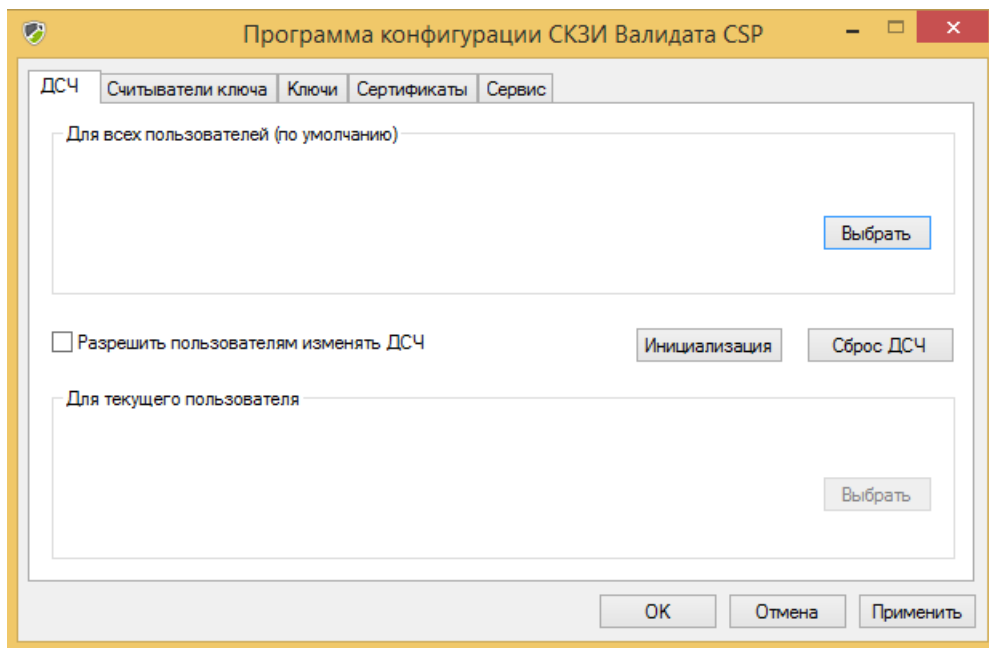 Программа конфигурации СКЗИ Валидата CSP
ДСЧ Считыватели ключа Ключи Сертификаты Сервис
Для всех пользователей (по умолчанию)
Выбрать
Разрешить пользователям изменять ДСЧ Инициализация Сброс ДСЧ
Для текущего пользователя
Выбрать
OK Отмена Применить